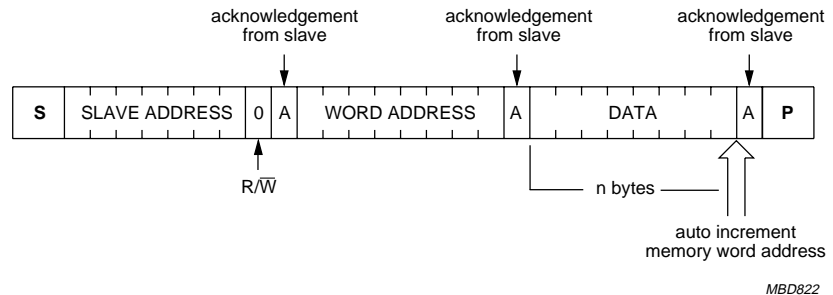 acknowledgement acknowledgement acknowledgement
from slave from slave from slave
S SLAVE ADDRESS 0 A WORD ADDRESS A DATA A P
R/W̅
n bytes
auto increment
memory word address
MBD822